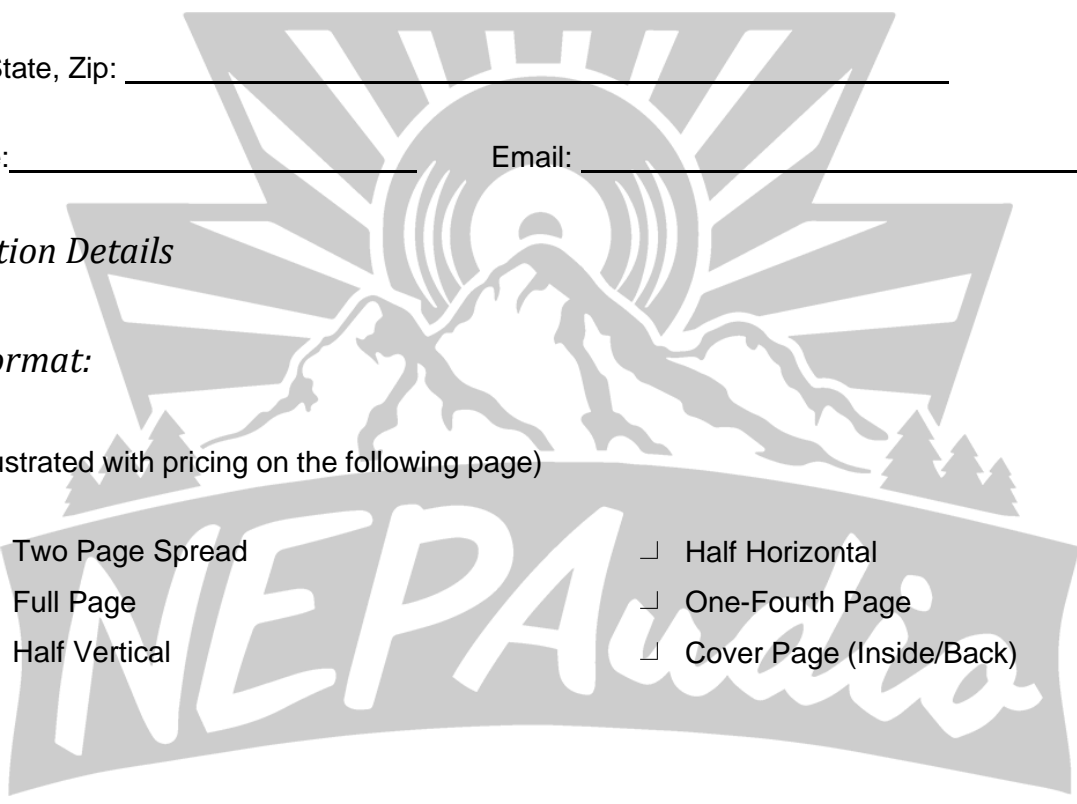 State, Zip:
: Email:
tion Details
ormat:
ustrated with pricing on the following page)
Two Page Spread
Half Horizontal
Full Page
One-Fourth Page
Half Vertical
Cover Page (Inside/Back)
NEPAudio